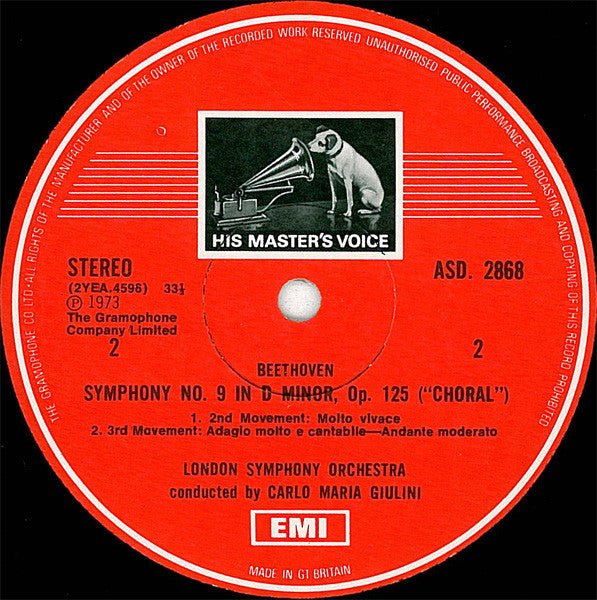 THE GRAMOPHONE CO LTD·ALL RIGHTS OF THE MANUFACTURER AND OF THE OWNER OF THE RECORDED WORK RESERVED UNAUTHORISED PUBLIC PERFORMANCE BROADCASTING AND COPYING OF THIS RECORD PROHIBITED
HIS MASTER'S VOICE
STEREO
ASD. 2868
(2YEA.4596) 33⅓
Ⓟ 1973
The Gramophone
Company Limited
2
2
BEETHOVEN
SYMPHONY NO. 9 IN D MINOR, Op. 125 ("CHORAL")
1. 2nd Movement: Molto vivace
2. 3rd Movement: Adagio molto e cantabile—Andante moderato
LONDON SYMPHONY ORCHESTRA
conducted by CARLO MARIA GIULINI
EMI
MADE IN GT BRITAIN